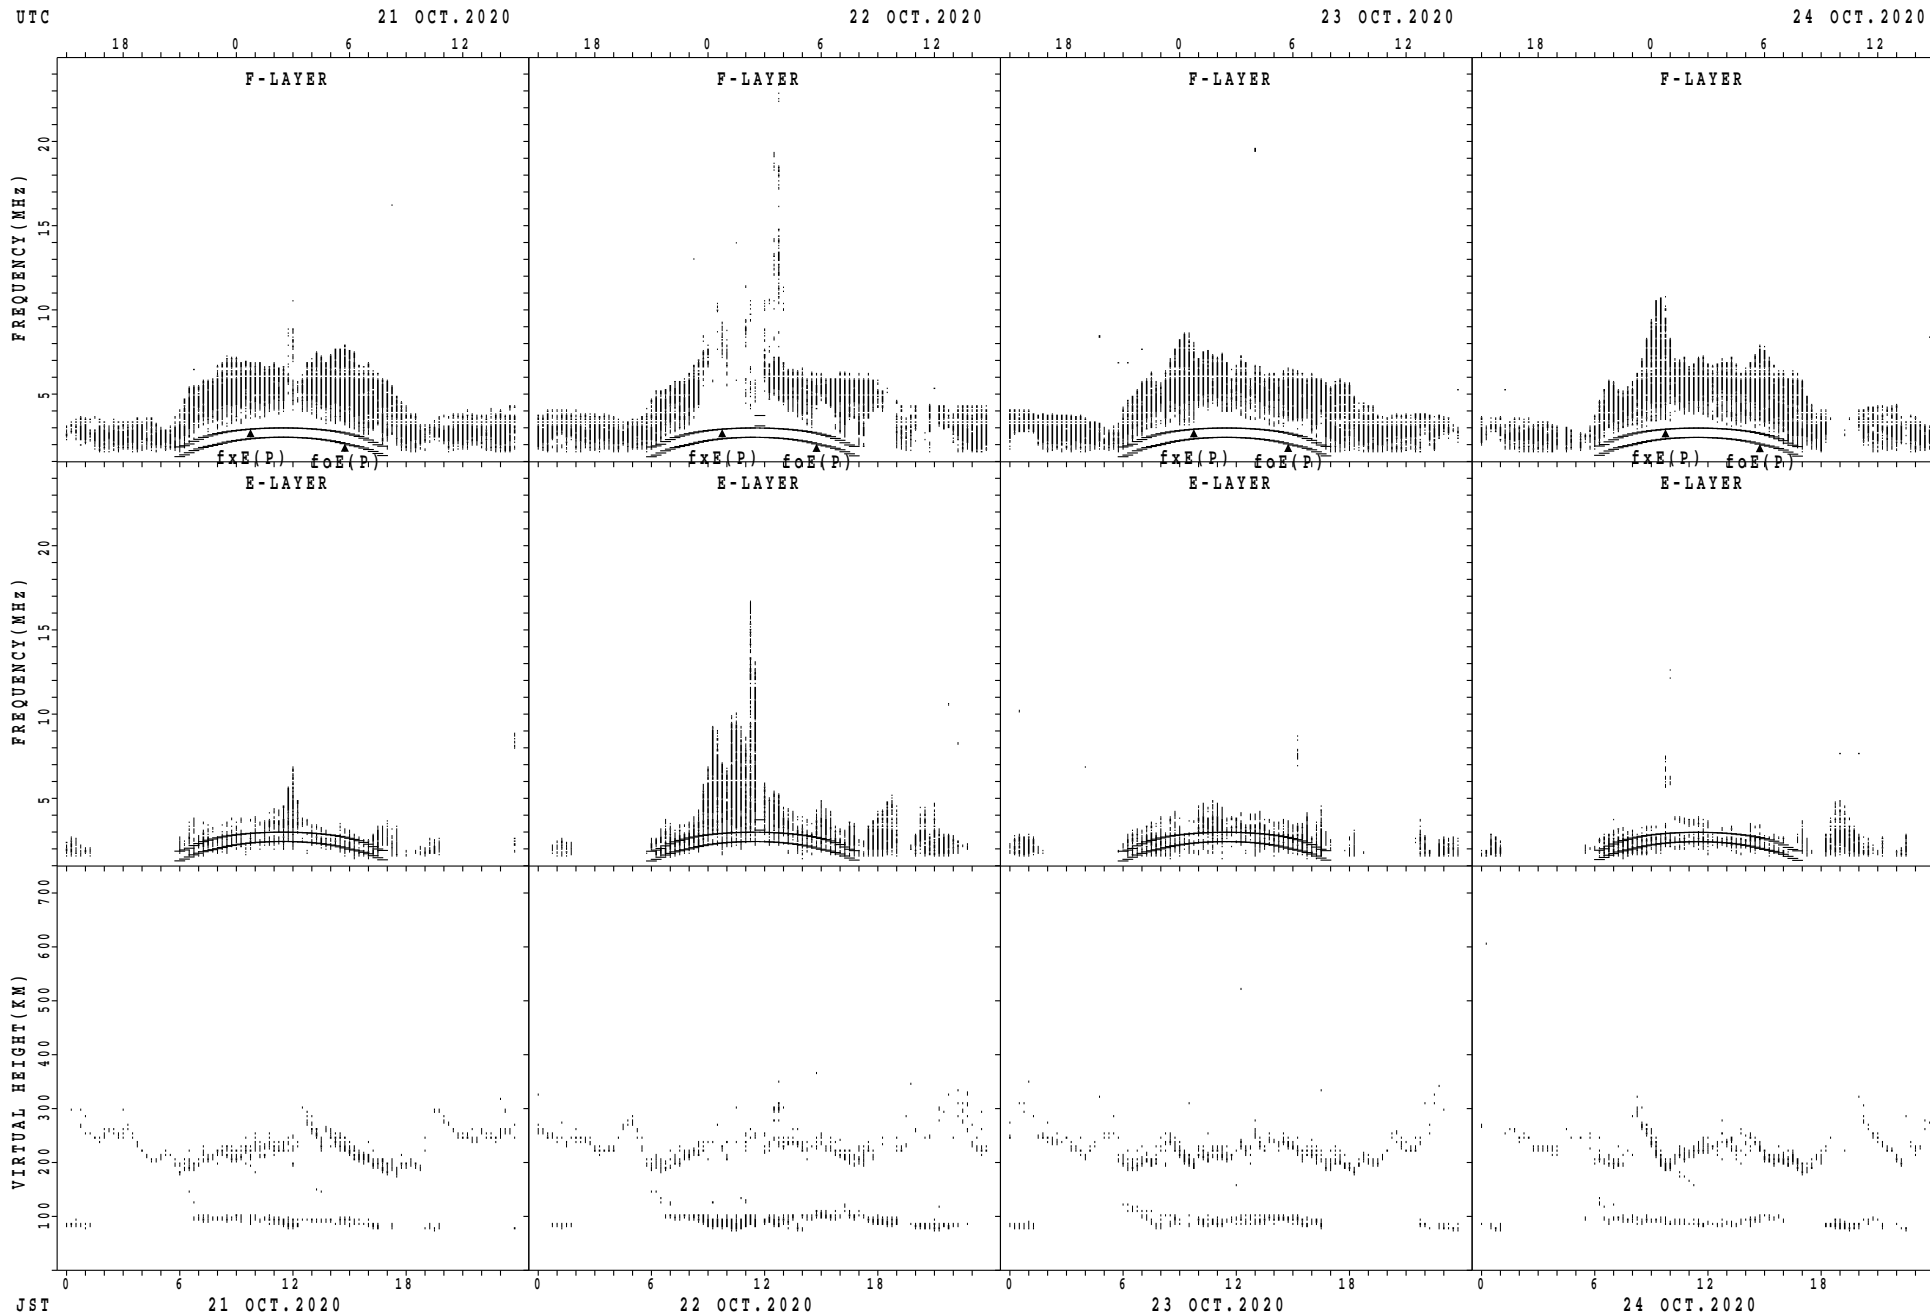 UTC 21 OCT.2020 22 OCT.2020 23 OCT.2020 24 OCT.2020
18 0 6 12 18 0 6 12 18 0 6 12 18 0 6 12
F-LAYER F-LAYER F-LAYER F-LAYER
FREQUENCY(MHz)
20
15
10
5
fxE(P) foE(P) fxE(P) foE(P) fxE(P) foE(P) fxE(P) foE(P)
E-LAYER E-LAYER E-LAYER E-LAYER
FREQUENCY(MHz)
20
15
10
5
VIRTUAL HEIGHT(KM)
700
600
500
400
300
200
100
0 6 12 18 0 6 12 18 0 6 12 18 0 6 12 18
JST 21 OCT.2020 22 OCT.2020 23 OCT.2020 24 OCT.2020